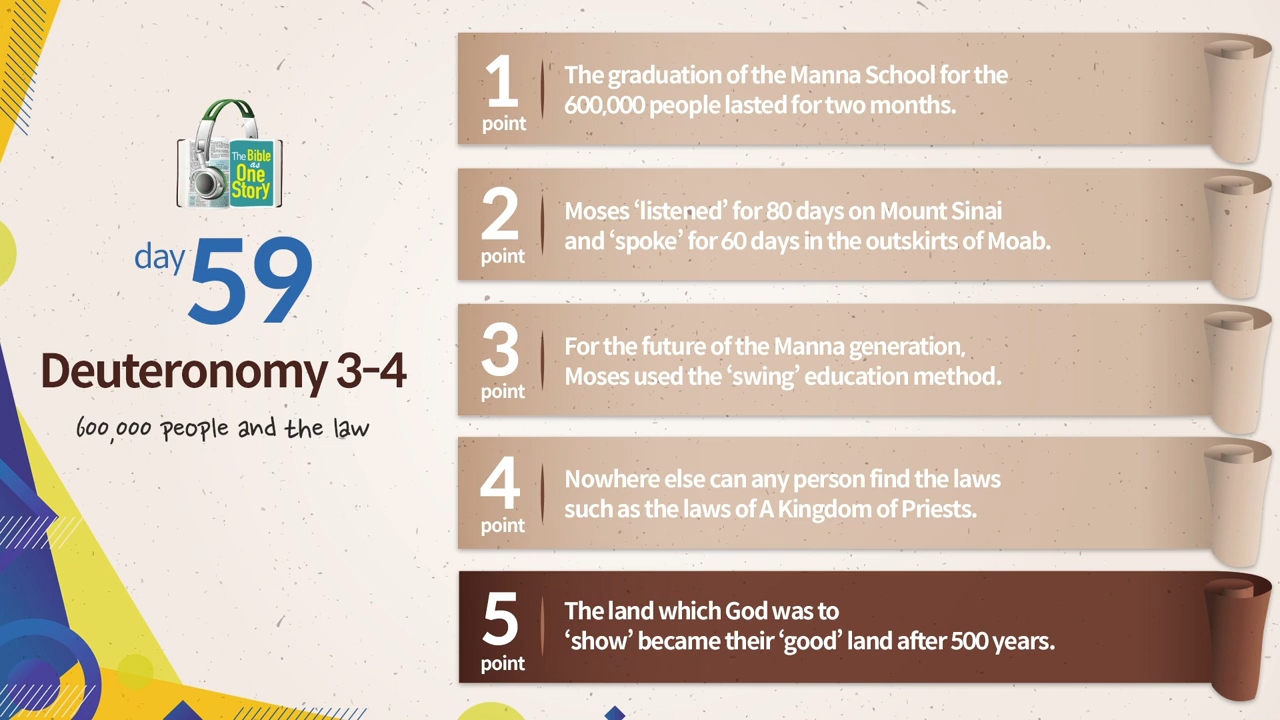 The Bible
as
One
Story
day 59
Deuteronomy 3-4
600,000 people and the law
1
point
The graduation of the Manna School for the
600,000 people lasted for two months.
2
point
Moses ‘listened’ for 80 days on Mount Sinai
and ‘spoke’ for 60 days in the outskirts of Moab.
3
point
For the future of the Manna generation,
Moses used the ‘swing’ education method.
4
point
Nowhere else can any person find the laws
such as the laws of A Kingdom of Priests.
5
point
The land which God was to
‘show’ became their ‘good’ land after 500 years.